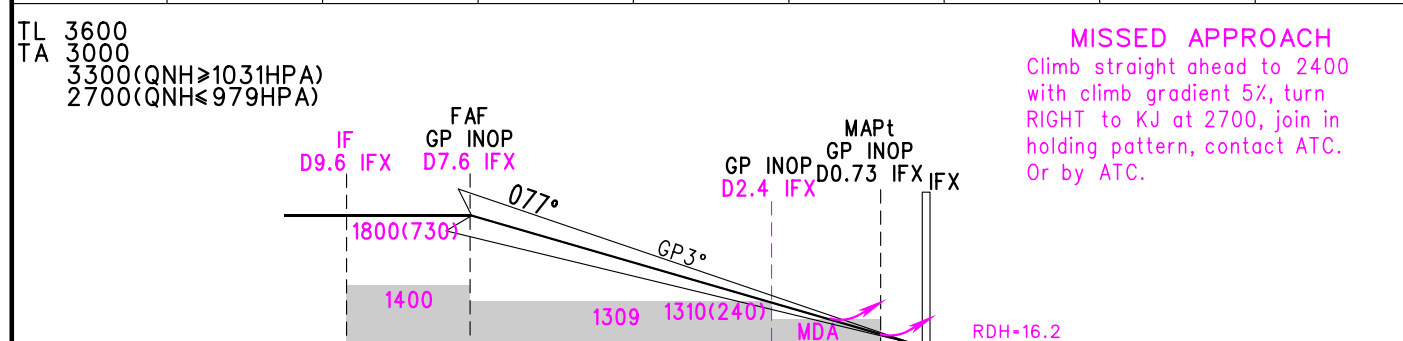 TL 3600
TA 3000
3300(QNH≥1031HPA)
2700(QNH≤979HPA)
MISSED APPROACH
Climb straight ahead to 2400
with climb gradient 5%, turn
RIGHT to KJ at 2700, join in
holding pattern, contact ATC.
Or by ATC.
IF
D9.6 IFX
FAF
GP INOP
D7.6 IFX
GP INOP
D2.4 IFX
MAPt
GP INOP
D0.73 IFX
IFX
077°
GP3°
1800(730)
1400
1309
1310(240)
MDA
RDH=16.2